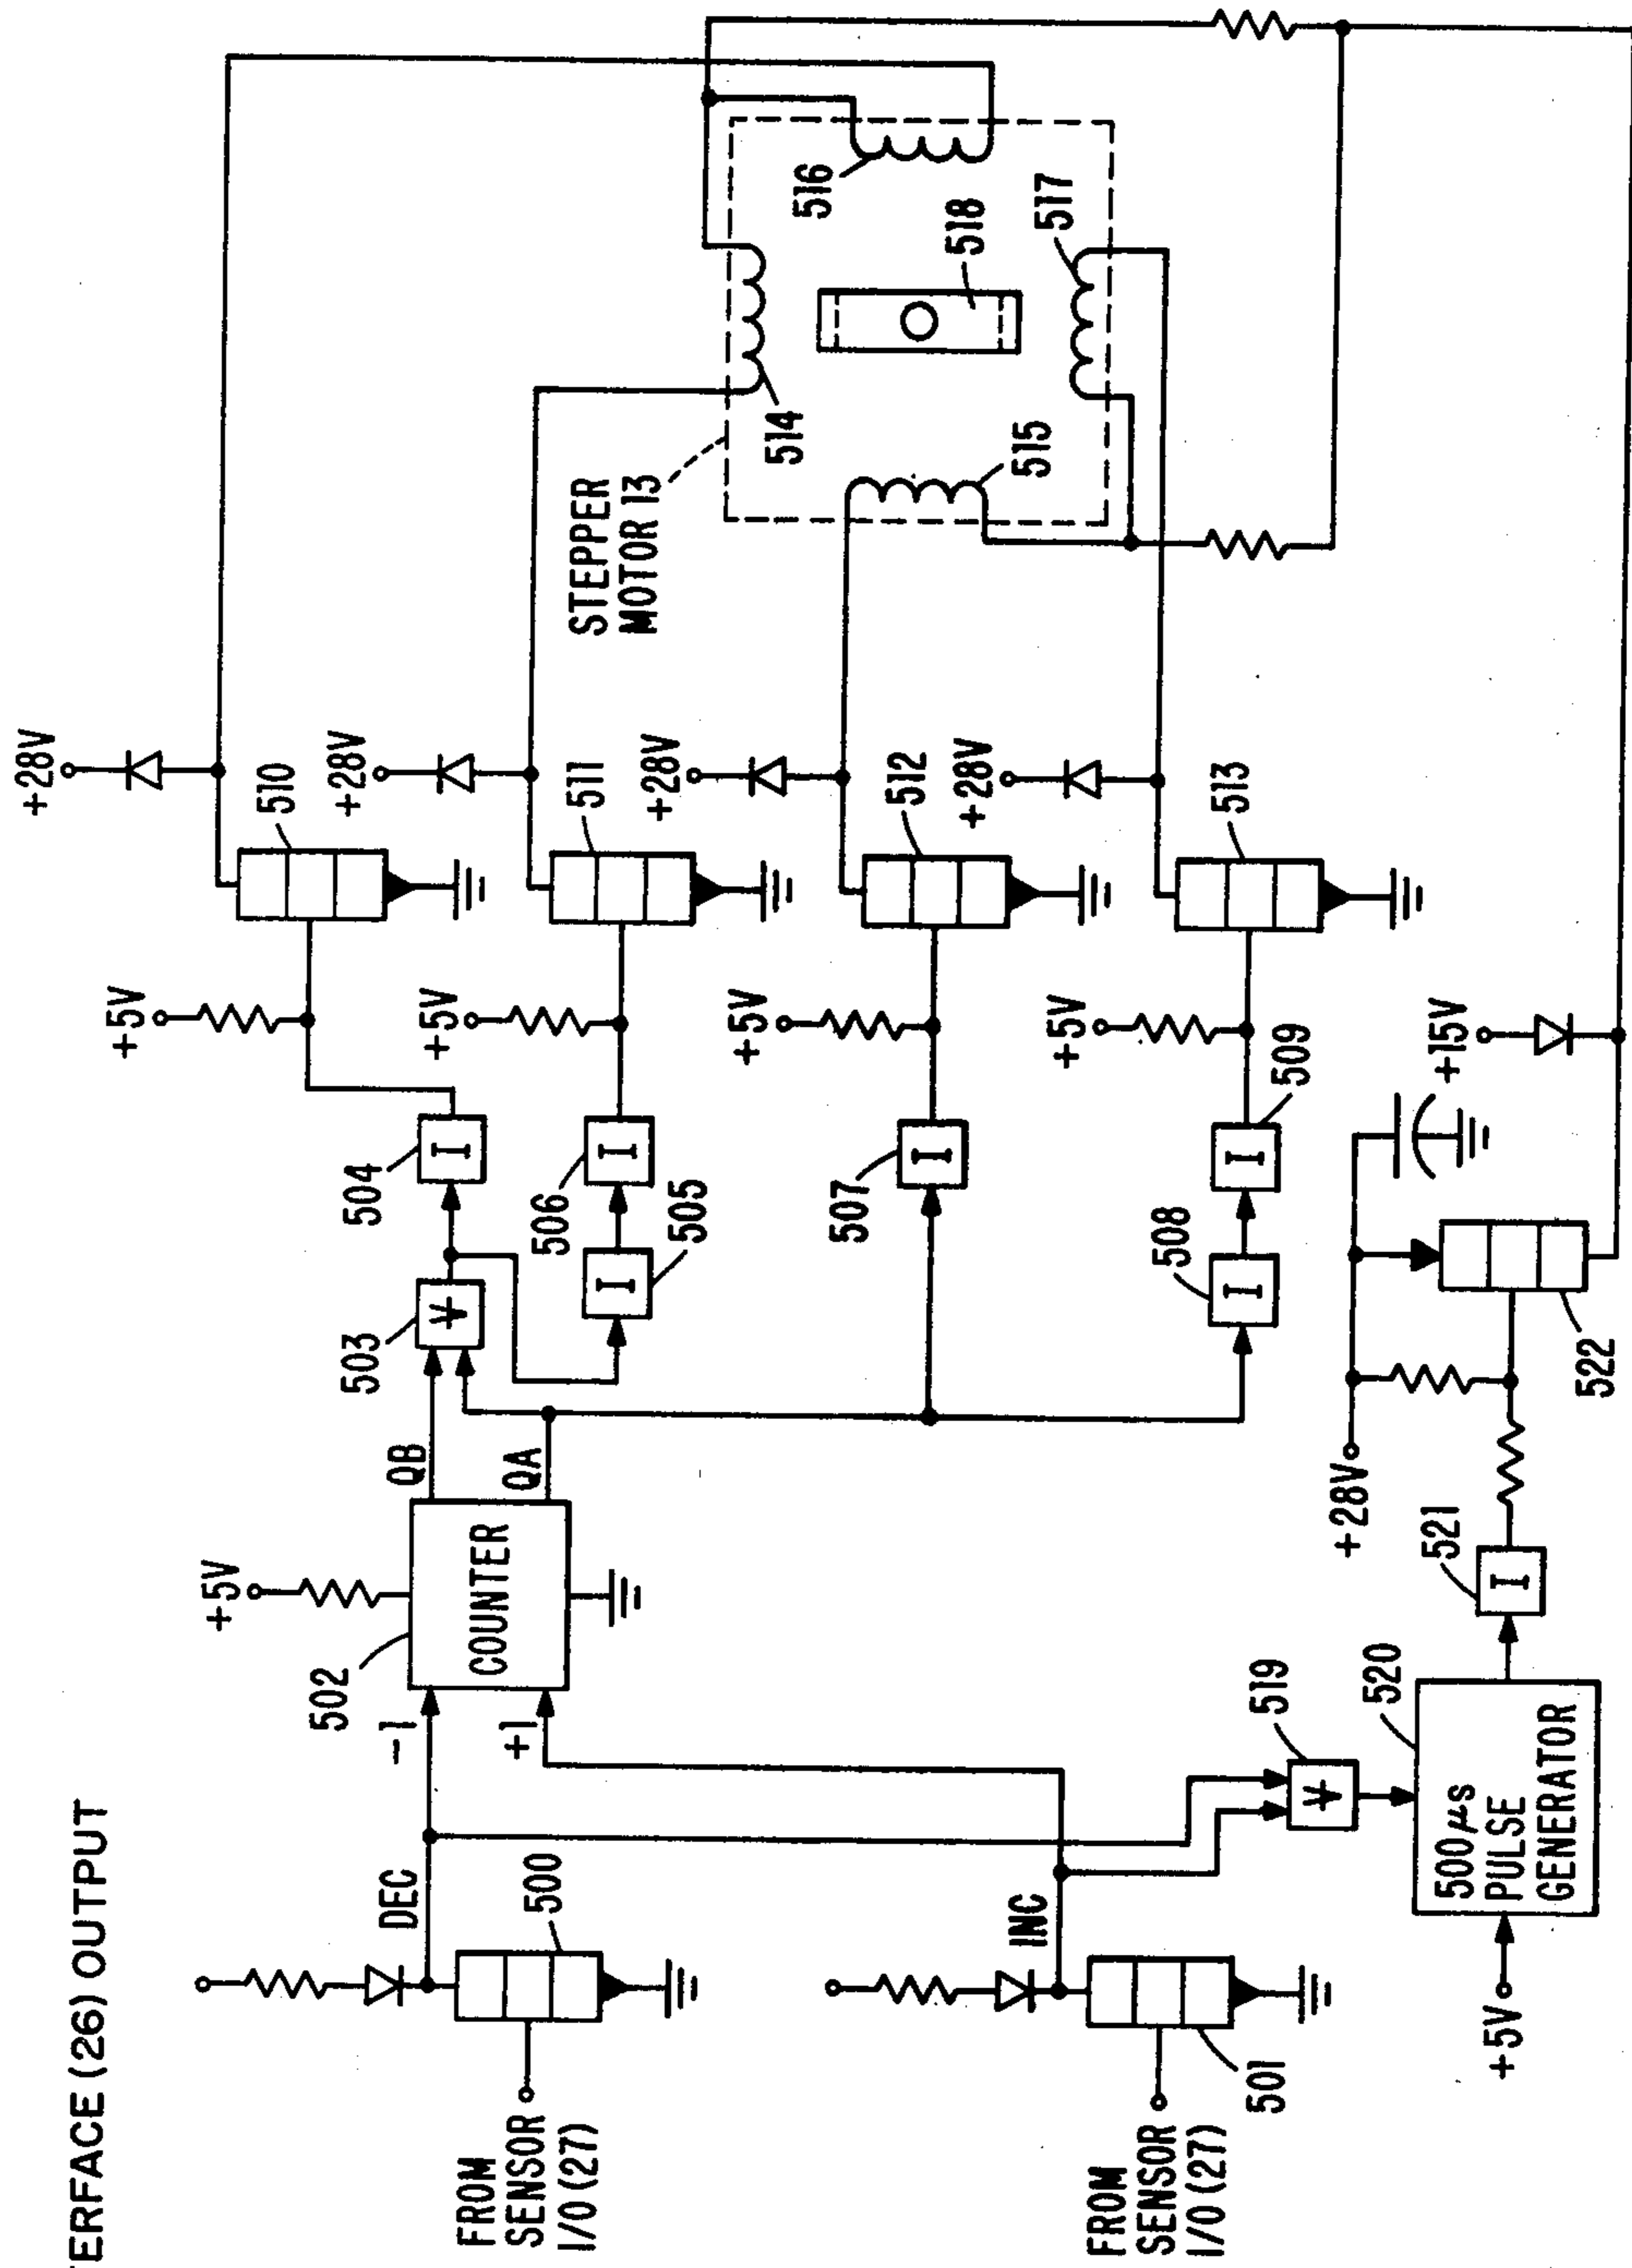 TERFACE (26) OUTPUT
FROM
SENSOR
I/O (27)
500
DEC
FROM
SENSOR
I/O (27)
501
INC
+5V
502
-1
+1
COUNTER
QB
QA
519
520
500μs
PULSE
GENERATOR
+5V
521
I
+28V
522
+15V
503
∀
504
I
505
I
506
I
507
I
508
I
509
I
∀
+5V
+5V
+5V
+5V
510
511
512
513
+28V
+28V
+28V
+28V
STEPPER
MOTOR 13
514
515
516
517
518